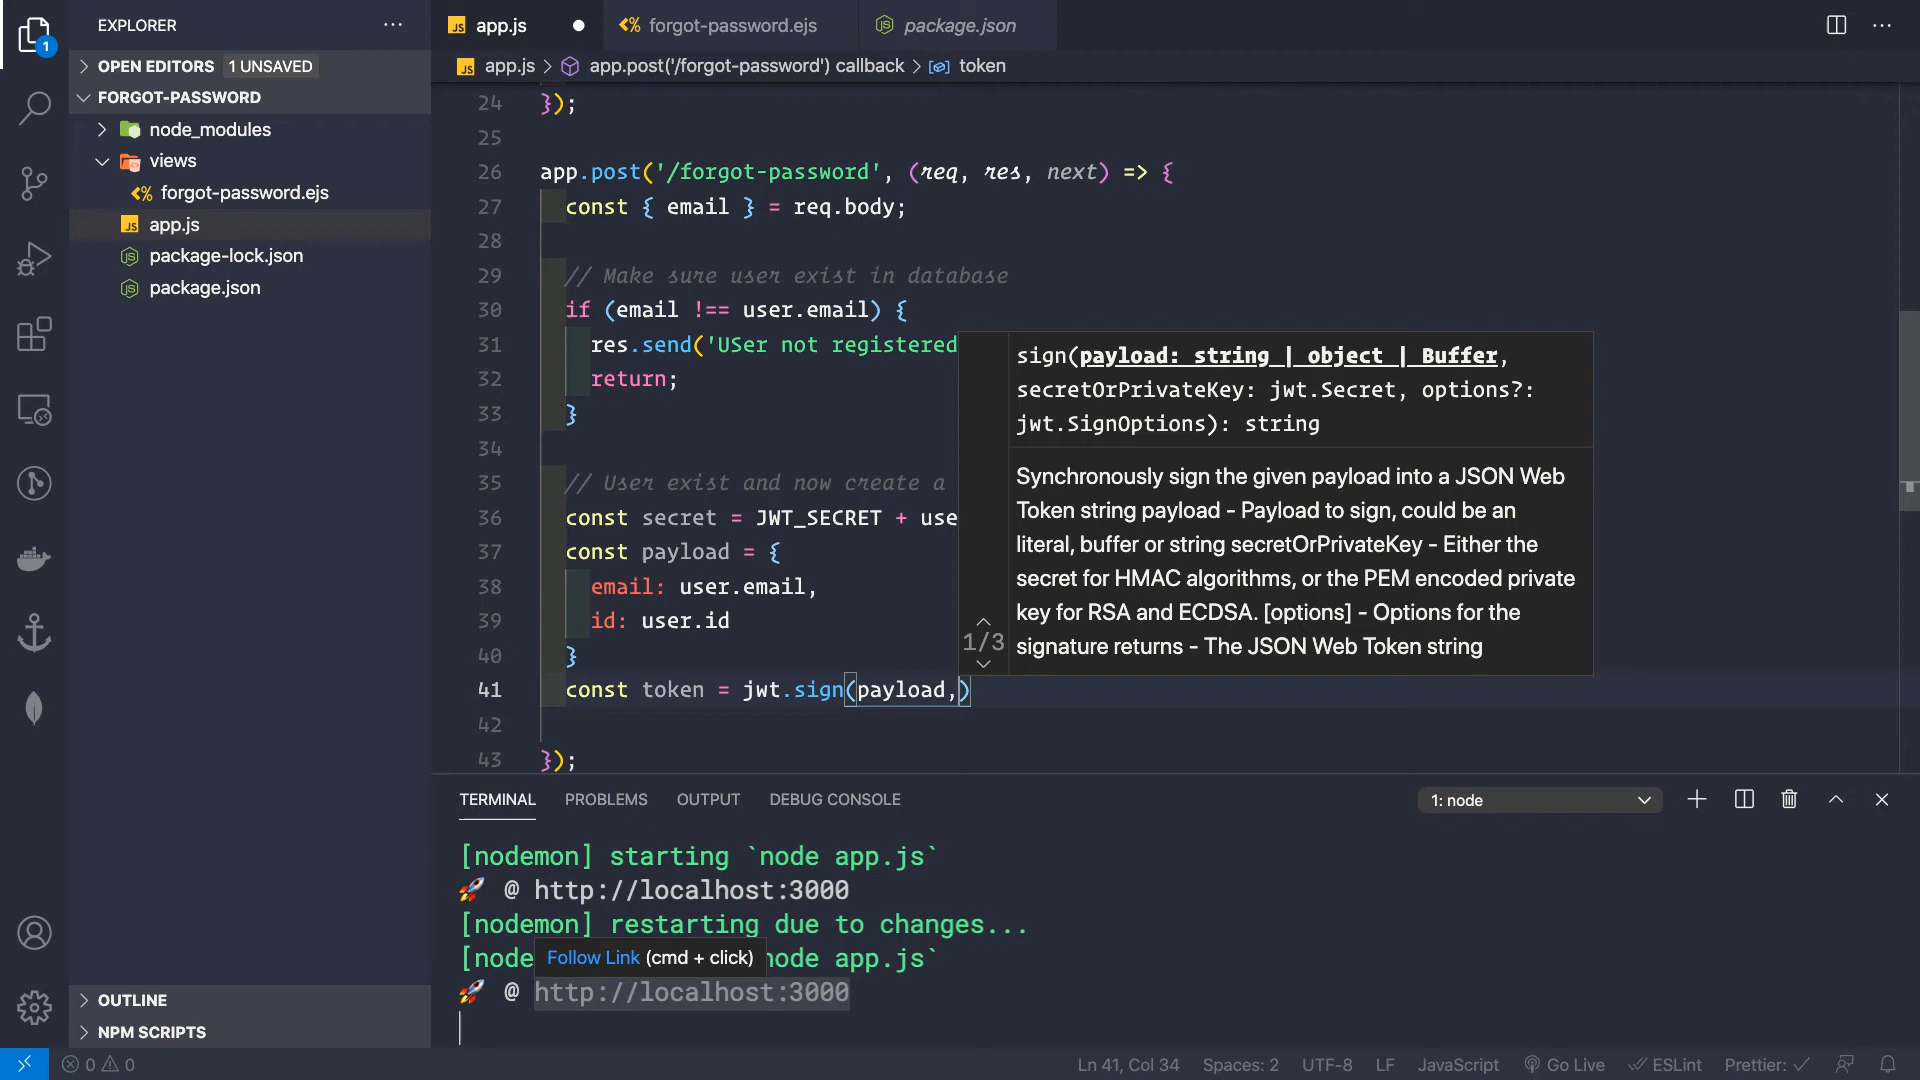 EXPLORER
OPEN EDITORS 1 UNSAVED
FORGOT-PASSWORD
node_modules
views
forgot-password.ejs
app.js
package-lock.json
package.json
OUTLINE
NPM SCRIPTS
1
app.js
forgot-password.ejs
package.json
app.js > app.post('/forgot-password') callback > token
24 });
25
26 app.post('/forgot-password', (req, res, next) => {
27 const { email } = req.body;
28
29 // Make sure user exist in database
30 if (email !== user.email) {
31 res.send('USer not registered
32 return;
33 }
34
35 // User exist and now create a
36 const secret = JWT_SECRET + use
37 const payload = {
38 email: user.email,
39 id: user.id
40 }
41 const token = jwt.sign(payload,)
42
43 });
sign(payload: string | object | Buffer,
secretOrPrivateKey: jwt.Secret, options?:
jwt.SignOptions): string
Synchronously sign the given payload into a JSON Web
Token string payload - Payload to sign, could be an
literal, buffer or string secretOrPrivateKey - Either the
secret for HMAC algorithms, or the PEM encoded private
key for RSA and ECDSA. [options] - Options for the
signature returns - The JSON Web Token string
1/3
TERMINAL PROBLEMS OUTPUT DEBUG CONSOLE
1: node
[nodemon] starting `node app.js`
🚀 @ http://localhost:3000
[nodemon] restarting due to changes...
[node
Follow Link (cmd + click)
node app.js`
🚀 @ http://localhost:3000
0 0
Ln 41, Col 34 Spaces: 2 UTF-8 LF JavaScript Go Live ESLint Prettier: ✓